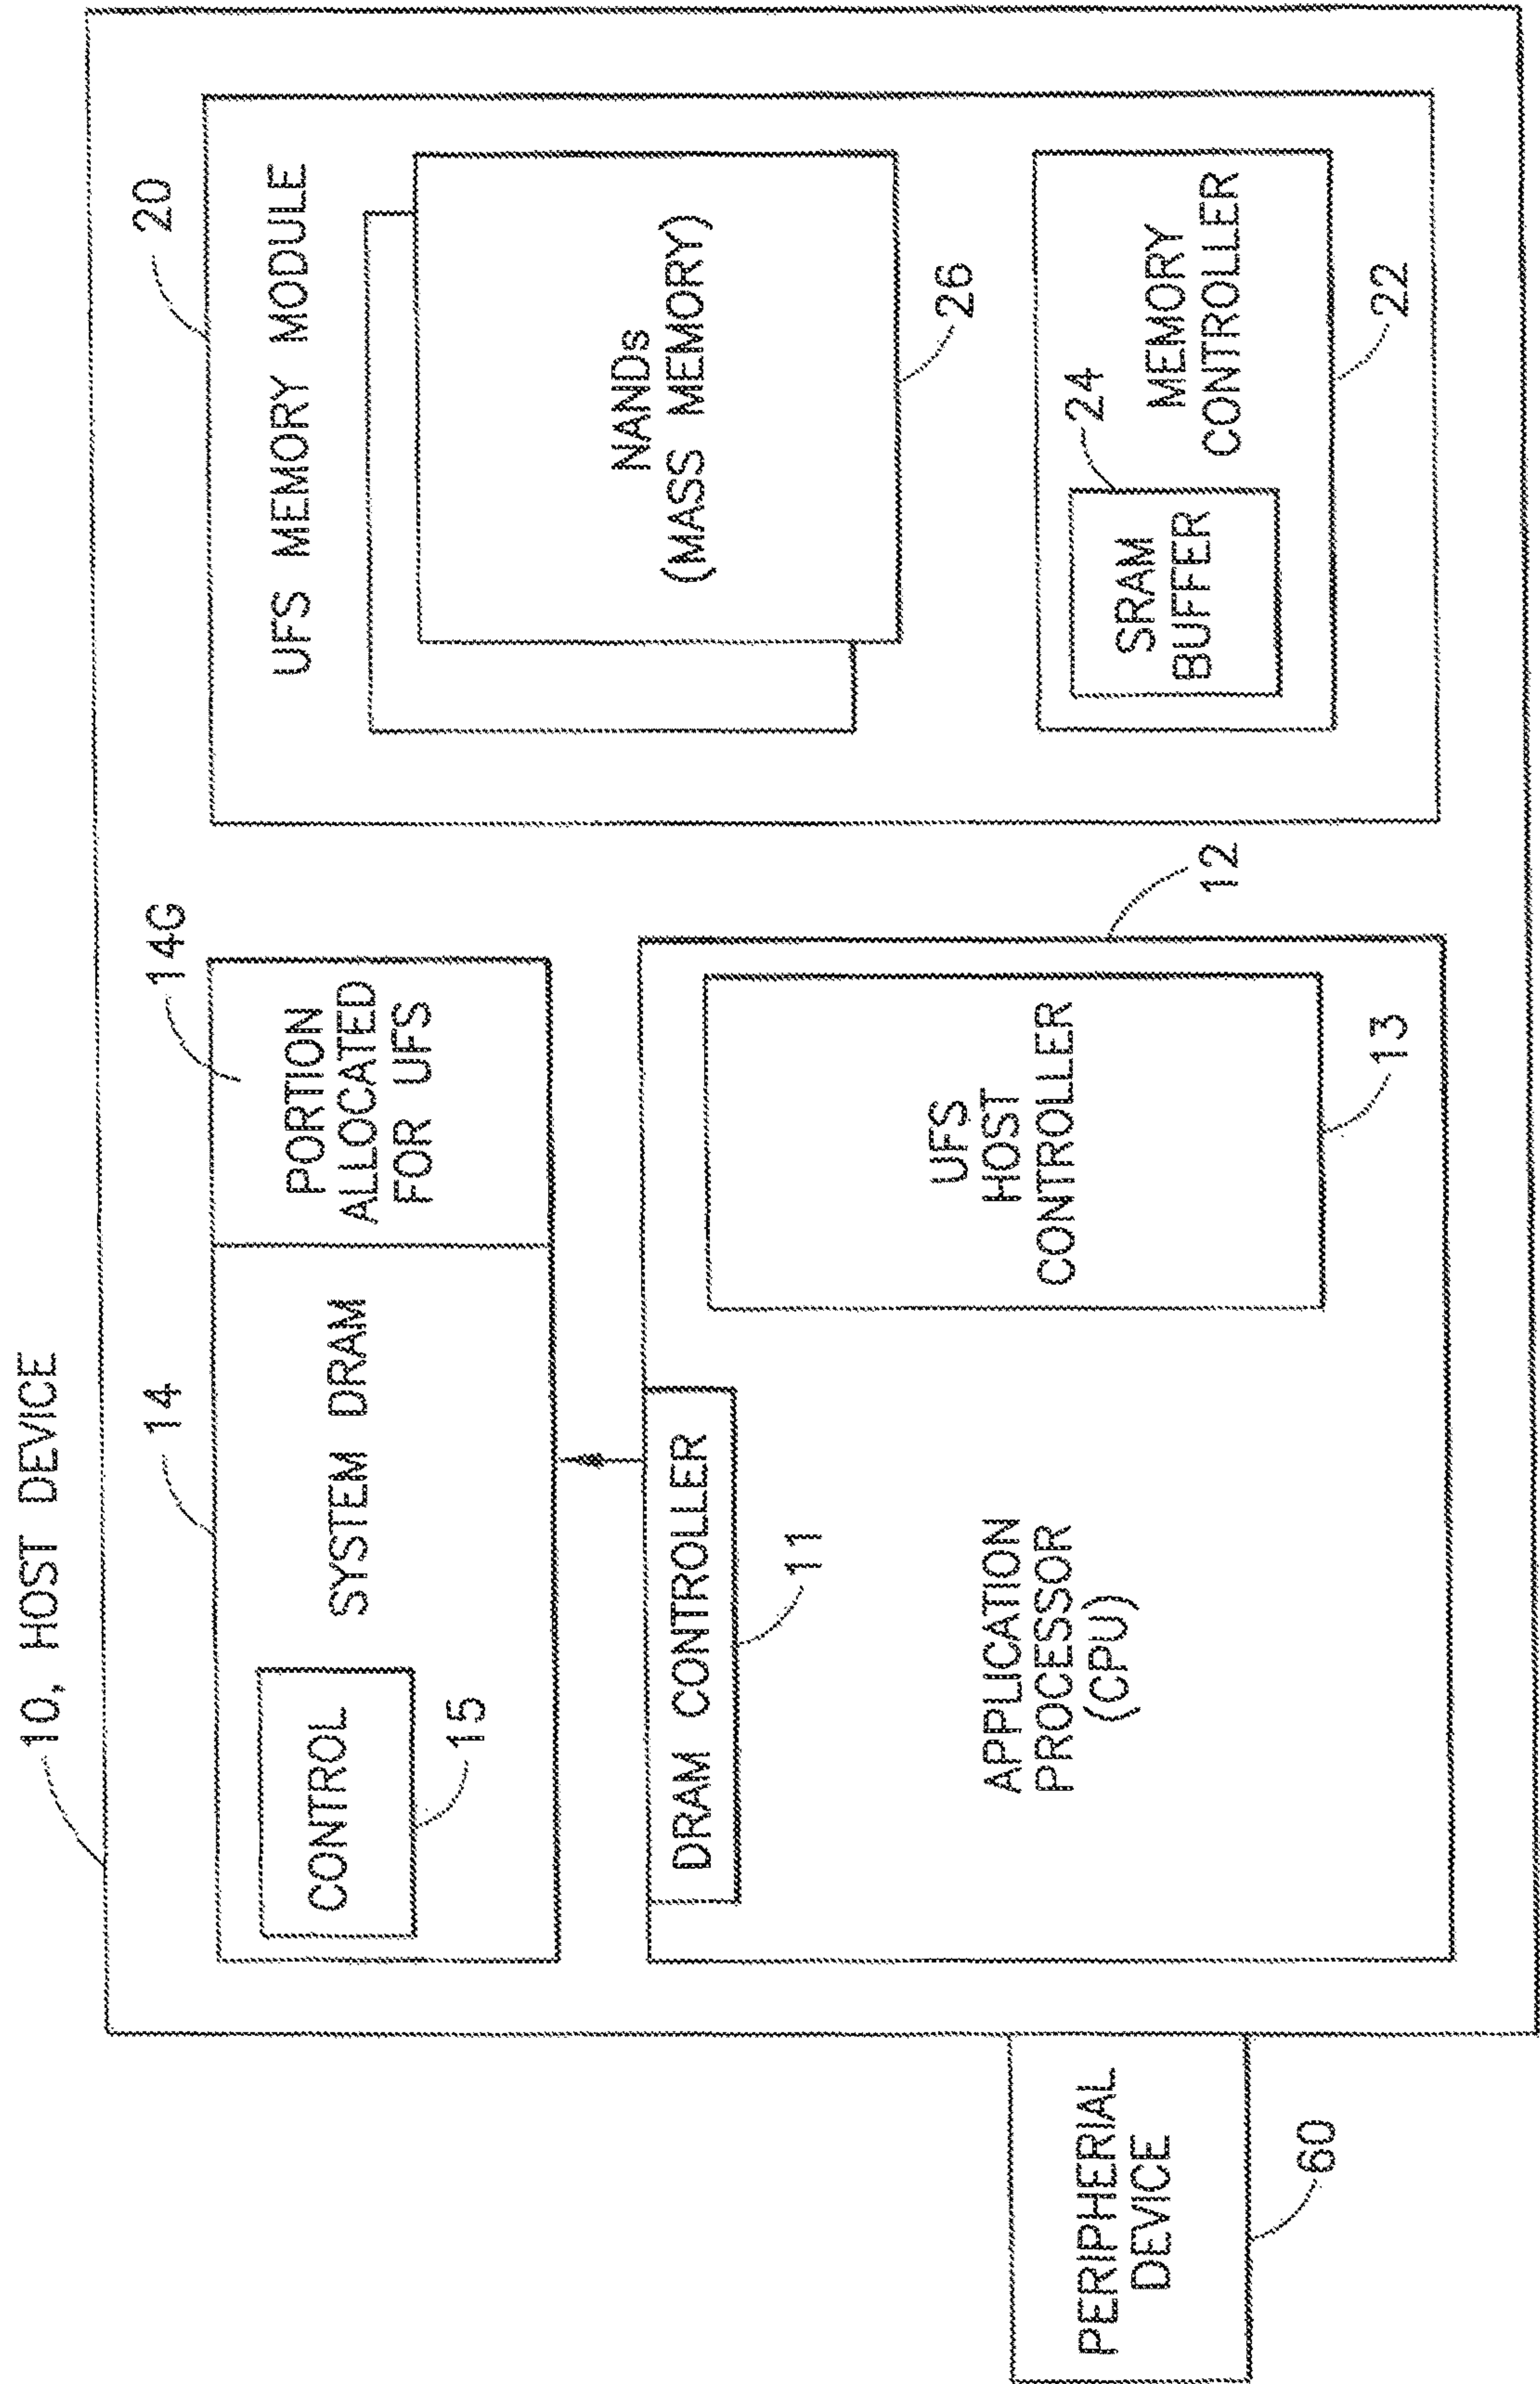 10, HOST DEVICE
14
14G
20
CONTROL
15
SYSTEM DRAM
PORTION
ALLOCATED
FOR UFS
UFS MEMORY MODULE
NANDs
(MASS MEMORY)
26
DRAM CONTROLLER
11
APPLICATION
PROCESSOR
(CPU)
UFS
HOST
CONTROLLER
13
12
SRAM
BUFFER
24
MEMORY
CONTROLLER
22
PERIPHERIAL
DEVICE
60